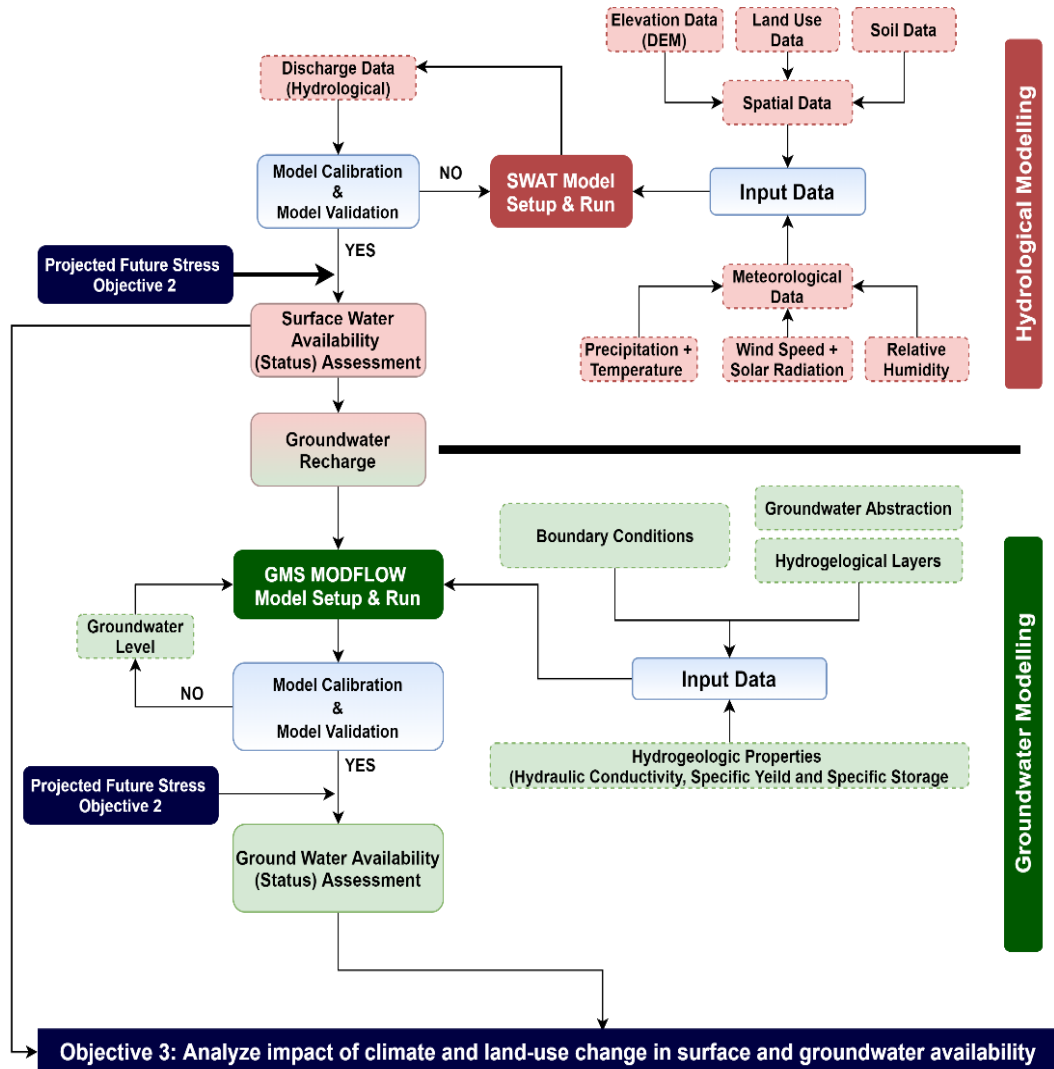 Elevation Data
(DEM)
Land Use
Data
Soil Data
Discharge Data
(Hydrological)
Spatial Data
Model Calibration
&
Model Validation
NO
SWAT Model
Setup & Run
Input Data
YES
Projected Future Stress
Objective 2
Meteorological
Data
Surface Water
Availability
(Status) Assessment
Precipitation +
Temperature
Wind Speed +
Solar Radiation
Relative
Humidity
Hydrological Modelling
Groundwater
Recharge
Boundary Conditions
Groundwater Abstraction
Hydrogelogical Layers
GMS MODFLOW
Model Setup & Run
Groundwater
Level
NO
Model Calibration
&
Model Validation
Input Data
YES
Hydrogeologic Properties
(Hydraulic Conductivity, Specific Yeild and Specific Storage
Projected Future Stress
Objective 2
Ground Water Availability
(Status) Assessment
Groundwater Modelling
Objective 3: Analyze impact of climate and land-use change in surface and groundwater availability